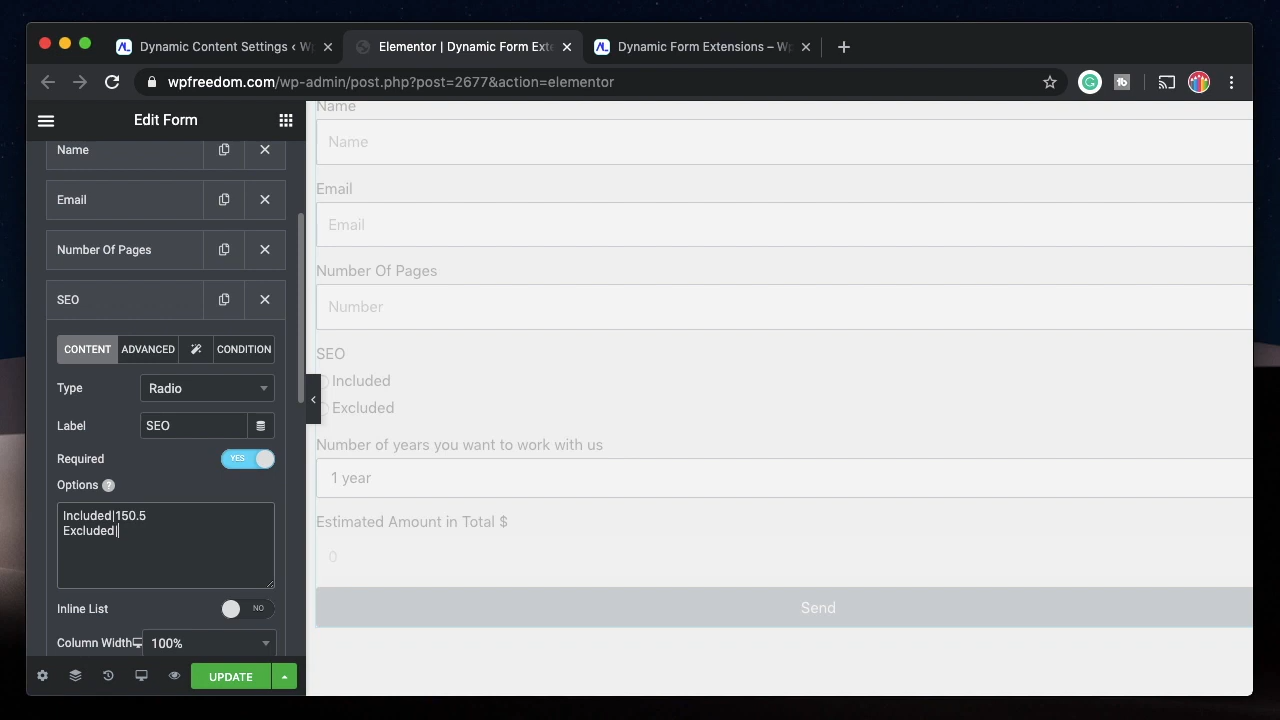 Dynamic Content Settings ‹ Wp
Elementor | Dynamic Form Exte
Dynamic Form Extensions – Wp
wpfreedom.com/wp-admin/post.php?post=2677&action=elementor
Edit Form
Name
Email
Number Of Pages
SEO
CONTENT
ADVANCED
CONDITION
Type
Radio
Label
SEO
Required
YES
Options
?
Included|150.5
Excluded|
Inline List
NO
Column Width
100%
UPDATE
Name
Name
Email
Email
Number Of Pages
Number
SEO
Included
Excluded
Number of years you want to work with us
1 year
Estimated Amount in Total $
0
Send